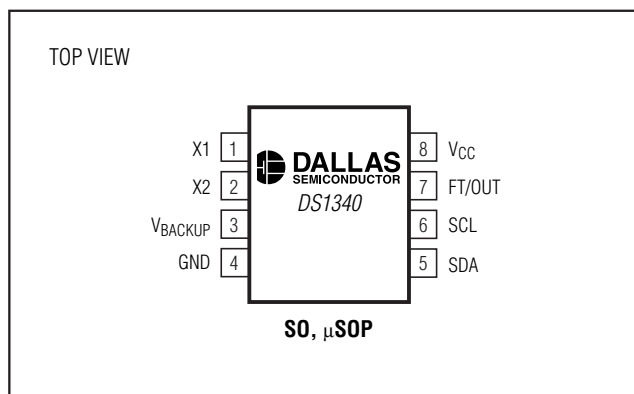 TOP VIEW
X1 1
X2 2
VBACKUP 3
GND 4
DALLAS
SEMICONDUCTOR
DS1340
8 VCC
7 FT/OUT
6 SCL
5 SDA
SO, μSOP